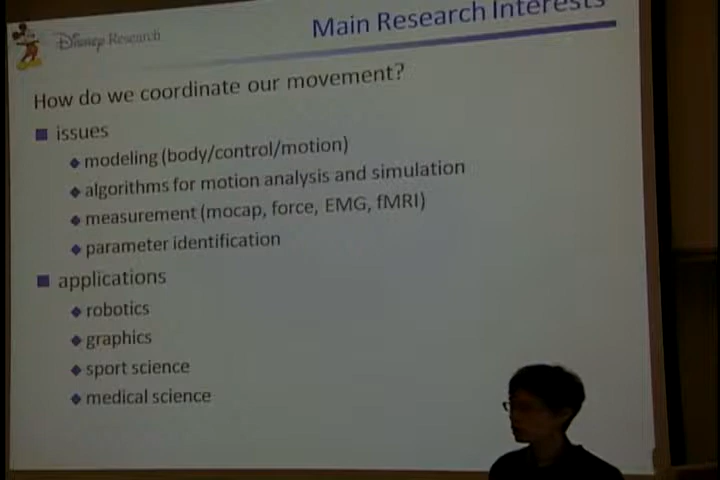 Disney Research
Main Research Interests
How do we coordinate our movement?
issues
modeling (body/control/motion)
algorithms for motion analysis and simulation
measurement (mocap, force, EMG, fMRI)
parameter identification
applications
robotics
graphics
sport science
medical science